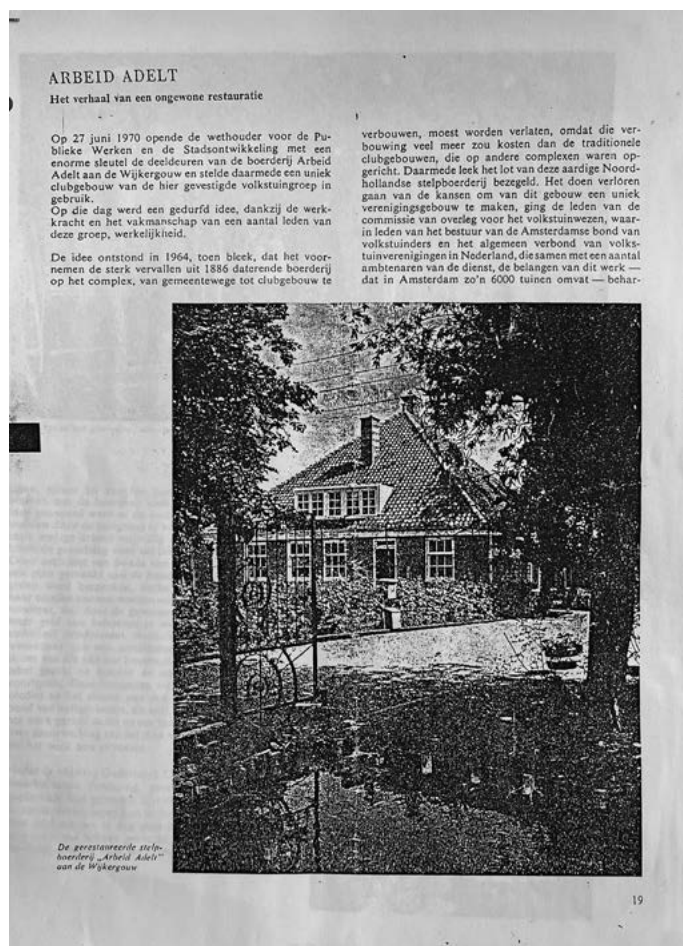 ARBEID ADELT
Het verhaal van een ongewone restauratie
Op 27 juni 1970 opende de wethouder voor de Pu-
blieke Werken en de Stadsontwikkeling met een
enorme sleutel de deeldeuren van de boerderij Arbeid
Adelt aan de Wijkergouw en stelde daarmede een uniek
clubgebouw van de hier gevestigde volkstuingroep in
gebruik.
Op die dag werd een gedurfd idee, dankzij de werk-
kracht en het vakmanschap van een aantal leden van
deze groep, werkelijkheid.
De idee ontstond in 1964, toen bleek, dat het voor-
nemen de sterk vervallen uit 1886 daterende boerderij
op het complex, van gemeentewege tot clubgebouw te
verbouwen, moest worden verlaten, omdat die ver-
bouwing veel meer zou kosten dan de traditionele
clubgebouwen, die op andere complexen waren op-
gericht. Daarmede leek het lot van deze aardige Noord-
hollandse stelpboerderij bezegeld. Het doen verloren
gaan van de kansen om van dit gebouw een uniek
verenigingsgebouw te maken, ging de leden van de
commissie van overleg voor het volkstuinwezen, waar-
in leden van het bestuur van de Amsterdamse bond van
volkstuinders en het algemeen verbond van volks-
tuinverenigingen in Nederland, die samen met een aantal
ambtenaren van de dienst, de belangen van dit werk —
dat in Amsterdam zo'n 6000 tuinen omvat — behar-
De gerestaureerde stelp-
boerderij „Arbeid Adelt”
aan de Wijkergouw
19